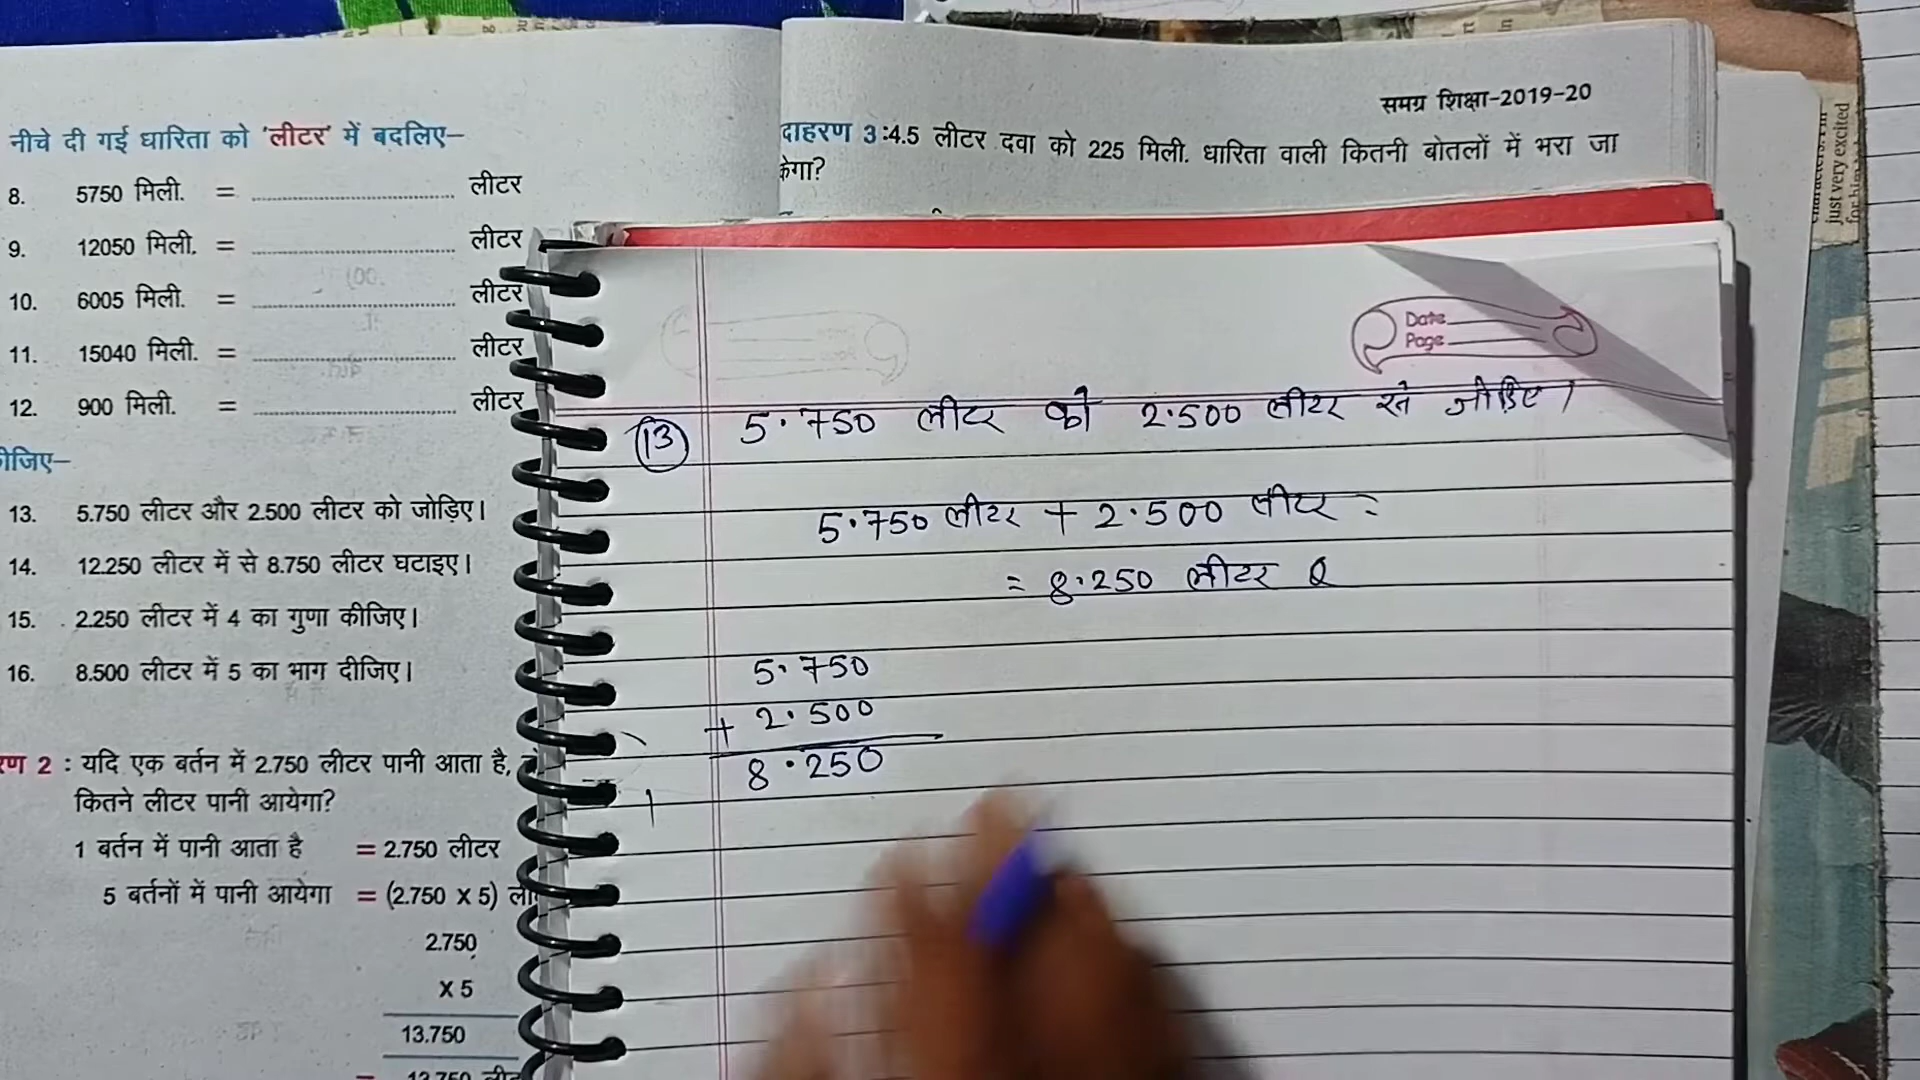 नीचे दी गई धारिता को 'लीटर' में बदलिए–
8. 5750 मिली. = .................... लीटर
9. 12050 मिली. = .................... लीटर
10. 6005 मिली. = .................... लीटर
11. 15040 मिली. = .................... लीटर
12. 900 मिली. = .................... लीटर
ीजिए–
13. 5.750 लीटर और 2.500 लीटर को जोड़िए।
14. 12.250 लीटर में से 8.750 लीटर घटाइए।
15. 2.250 लीटर में 4 का गुणा कीजिए।
16. 8.500 लीटर में 5 का भाग दीजिए।
रण 2 : यदि एक बर्तन में 2.750 लीटर पानी आता है,
कितने लीटर पानी आयेगा?
1 बर्तन में पानी आता है = 2.750 लीटर
5 बर्तनों में पानी आयेगा = (2.750 X 5) ली
2.750
X 5
13.750
समग्र शिक्षा-2019-20
दाहरण 3 : 4.5 लीटर दवा को 225 मिली. धारिता वाली कितनी बोतलों में भरा जा
केगा?
Date
Page
13 5.750 लीटर को 2.500 लीटर जोड़िए।
5.750 लीटर + 2.500 लीटर =
= 8.250 लीटर
5.750
+ 2.500
8.250
just very excited